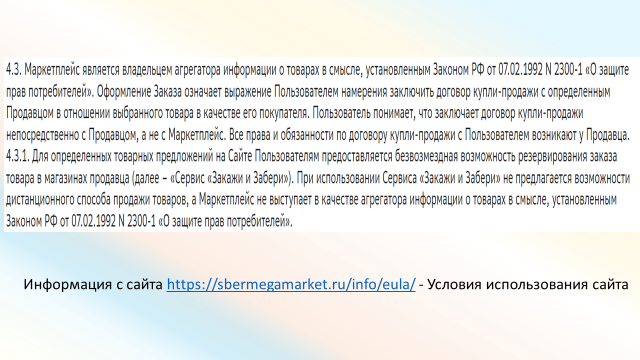 4.3. Маркетплейс является владельцем агрегатора информации о товарах в смысле, установленным Законом РФ от 07.02.1992 N 2300-1 «О защите
прав потребителей». Оформление Заказа означает выражение Пользователем намерения заключить договор купли-продажи с определенным
Продавцом в отношении выбранного товара в качестве его покупателя. Пользователь понимает, что заключает договор купли-продажи
непосредственно с Продавцом, а не с Маркетплейс. Все права и обязанности по договору купли-продажи с Пользователем возникают у Продавца.
4.3.1. Для определенных товарных предложений на Сайте Пользователям предоставляется безвозмездная возможность резервирования заказа
товара в магазинах продавца (далее – «Сервис «Закажи и Забери»). При использовании Сервиса «Закажи и Забери» не предлагается возможности
дистанционного способа продажи товаров, а Маркетплейс не выступает в качестве агрегатора информации о товарах в смысле, установленным
Законом РФ от 07.02.1992 N 2300-1 «О защите прав потребителей».
Информация с сайта https://sbermegamarket.ru/info/eula/ - Условия использования сайта